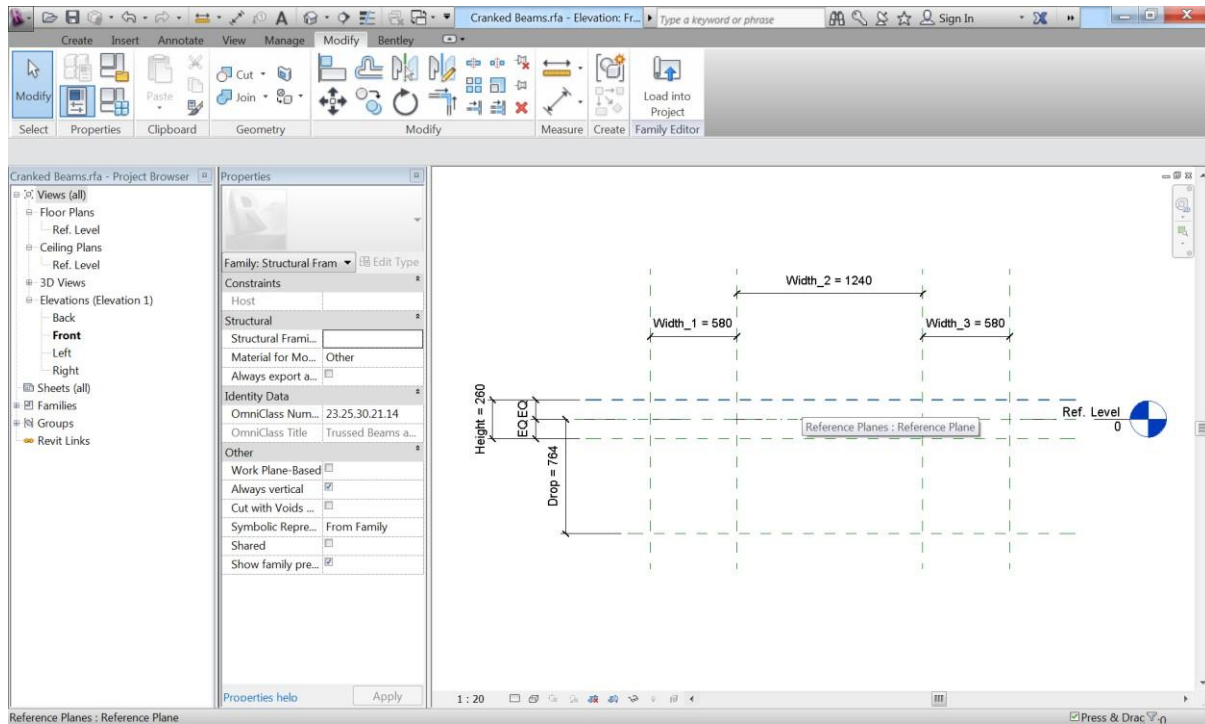 Cranked Beams.rfa - Elevation: Fr...
Type a keyword or phrase
Sign In
Create Insert Annotate View Manage Modify Bentley
Modify
Paste
Cut
Join
Load into
Project
Select Properties Clipboard Geometry Modify Measure Create Family Editor
Cranked Beams.rfa - Project Browser
Views (all)
Floor Plans
Ref. Level
Ceiling Plans
Ref. Level
3D Views
Elevations (Elevation 1)
Back
Front
Left
Right
Sheets (all)
Families
Groups
Revit Links
Properties
Family: Structural Fram
Edit Type
Constraints
Host
Structural
Structural Frami...
Material for Mo... Other
Always export a...
Identity Data
OmniClass Num... 23.25.30.21.14
OmniClass Title Trussed Beams a...
Other
Work Plane-Based
Always vertical
Cut with Voids ...
Symbolic Repre... From Family
Shared
Show family pre...
Properties help
Apply
Width_2 = 1240
Width_1 = 580
Width_3 = 580
Height = 260
EQ EQ
Drop = 764
Ref. Level
0
Reference Planes : Reference Plane
1 : 20
Reference Planes : Reference Plane
Press & Drac
:0